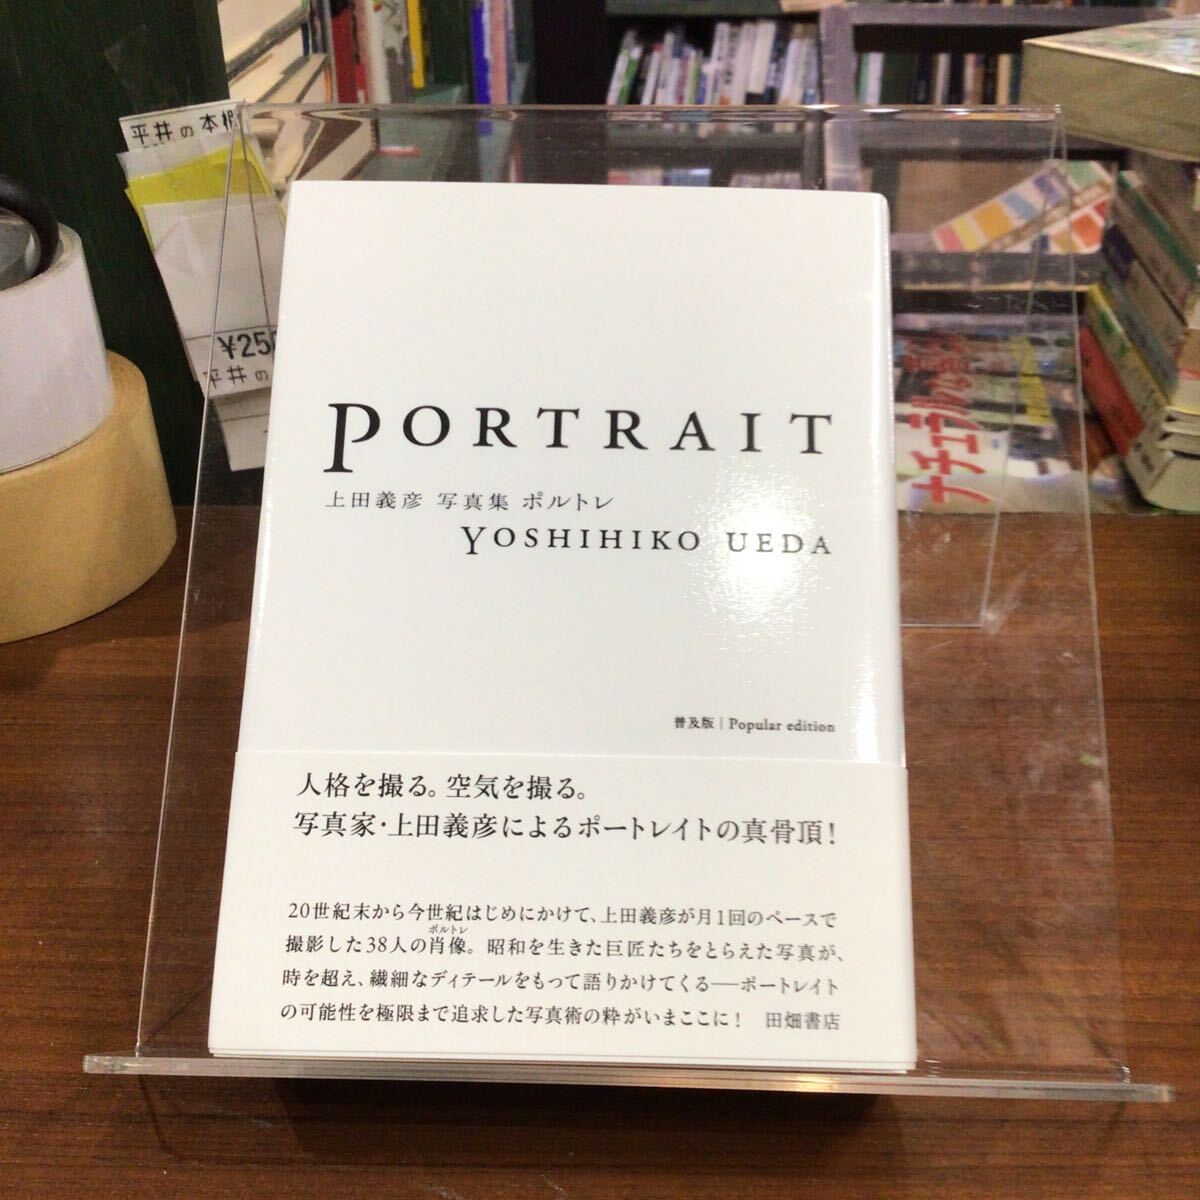 平井の本棚
¥250
平井の
PORTRAIT
上田義彦 写真集 ポルトレ
YOSHIHIKO UEDA
普及版 | Popular edition
人格を撮る。空気を撮る。
写真家・上田義彦によるポートレイトの真骨頂！
20世紀末から今世紀はじめにかけて、上田義彦が月1回のペースで
ポルトレ
撮影した38人の肖像。昭和を生きた巨匠たちをとらえた写真が、
時を超え、繊細なディテールをもって語りかけてくる──ポートレイト
の可能性を極限まで追求した写真術の粋がいまここに！ 田畑書店